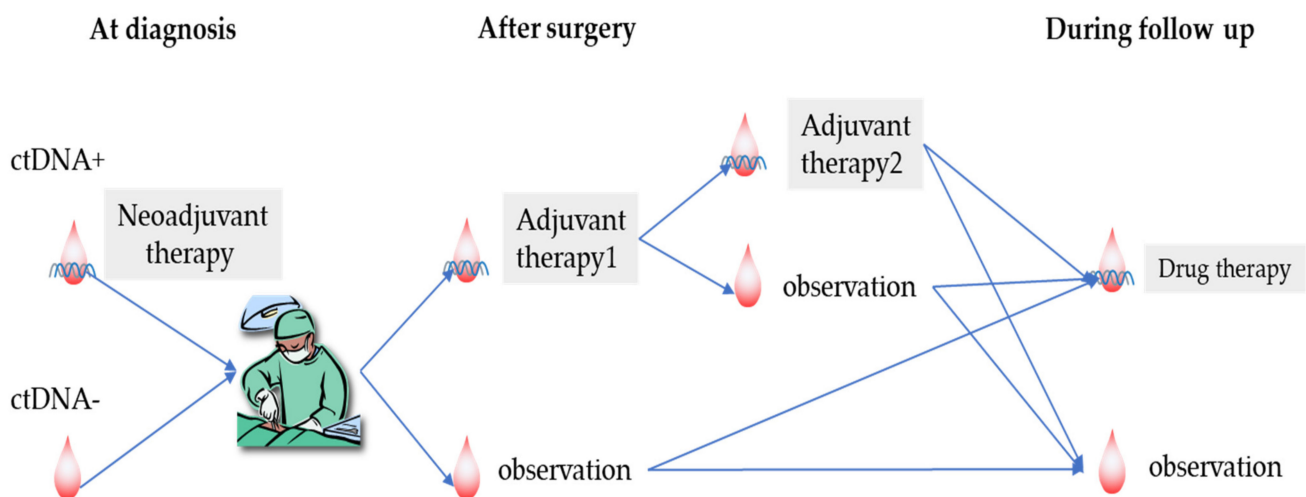 At diagnosis
After surgery
During follow up
ctDNA+
Neoadjuvant
therapy
Adjuvant
therapy1
Adjuvant
therapy2
observation
Drug therapy
ctDNA-
observation
observation